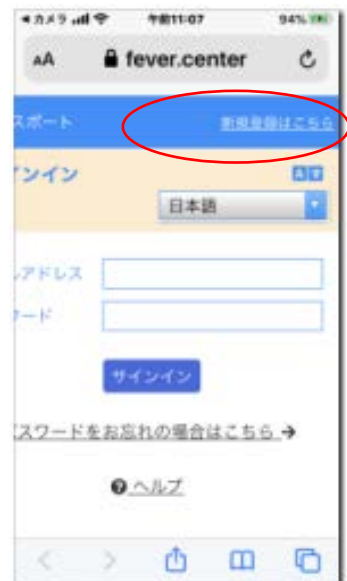 カメラ 午前11:07 94%
AA fever.center
スポート 新規登録はこちら
インイン
日本語
ルアドレス
ワード
サインイン
パスワードをお忘れの場合はこちら→
ヘルプ